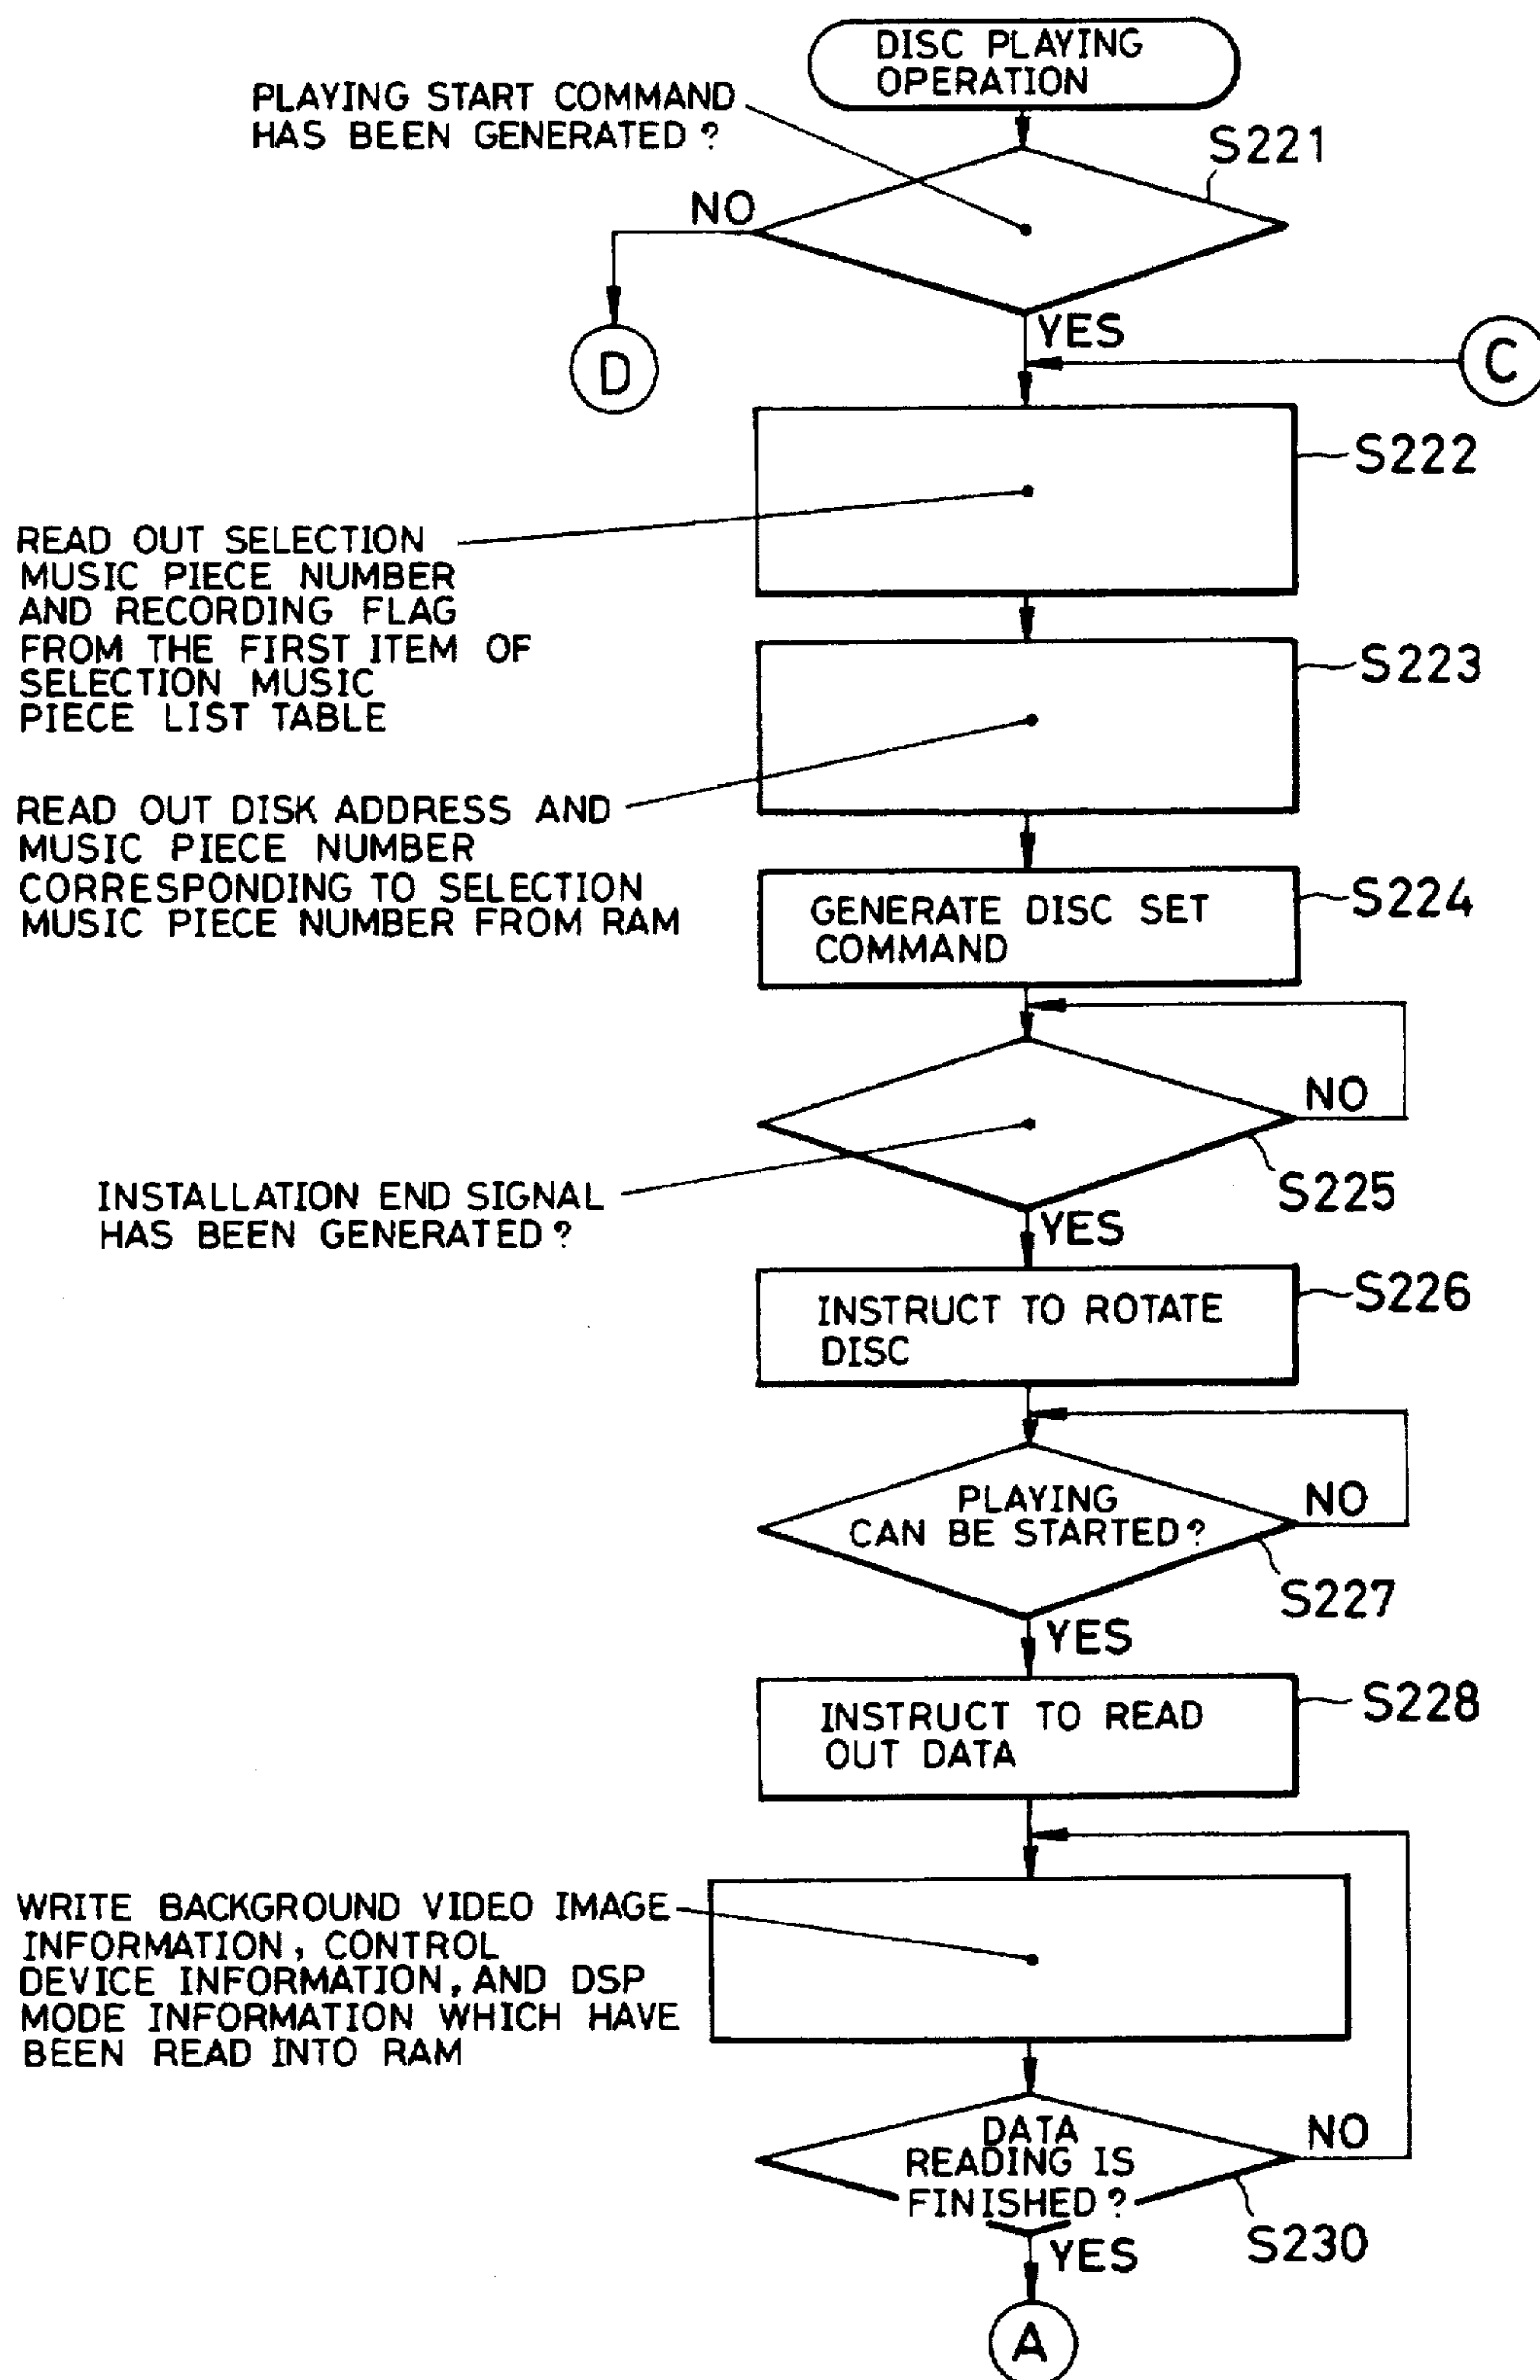 DISC PLAYING
OPERATION
PLAYING START COMMAND
HAS BEEN GENERATED?
S221
NO
YES
D
C
S222
READ OUT SELECTION
MUSIC PIECE NUMBER
AND RECORDING FLAG
FROM THE FIRST ITEM OF
SELECTION MUSIC
PIECE LIST TABLE
S223
READ OUT DISK ADDRESS AND
MUSIC PIECE NUMBER
CORRESPONDING TO SELECTION
MUSIC PIECE NUMBER FROM RAM
GENERATE DISC SET
COMMAND
S224
NO
S225
INSTALLATION END SIGNAL
HAS BEEN GENERATED?
YES
INSTRUCT TO ROTATE
DISC
S226
PLAYING
CAN BE STARTED?
NO
S227
YES
INSTRUCT TO READ
OUT DATA
S228
WRITE BACKGROUND VIDEO IMAGE
INFORMATION, CONTROL
DEVICE INFORMATION, AND DSP
MODE INFORMATION WHICH HAVE
BEEN READ INTO RAM
DATA
READING IS
FINISHED?
NO
S230
YES
A